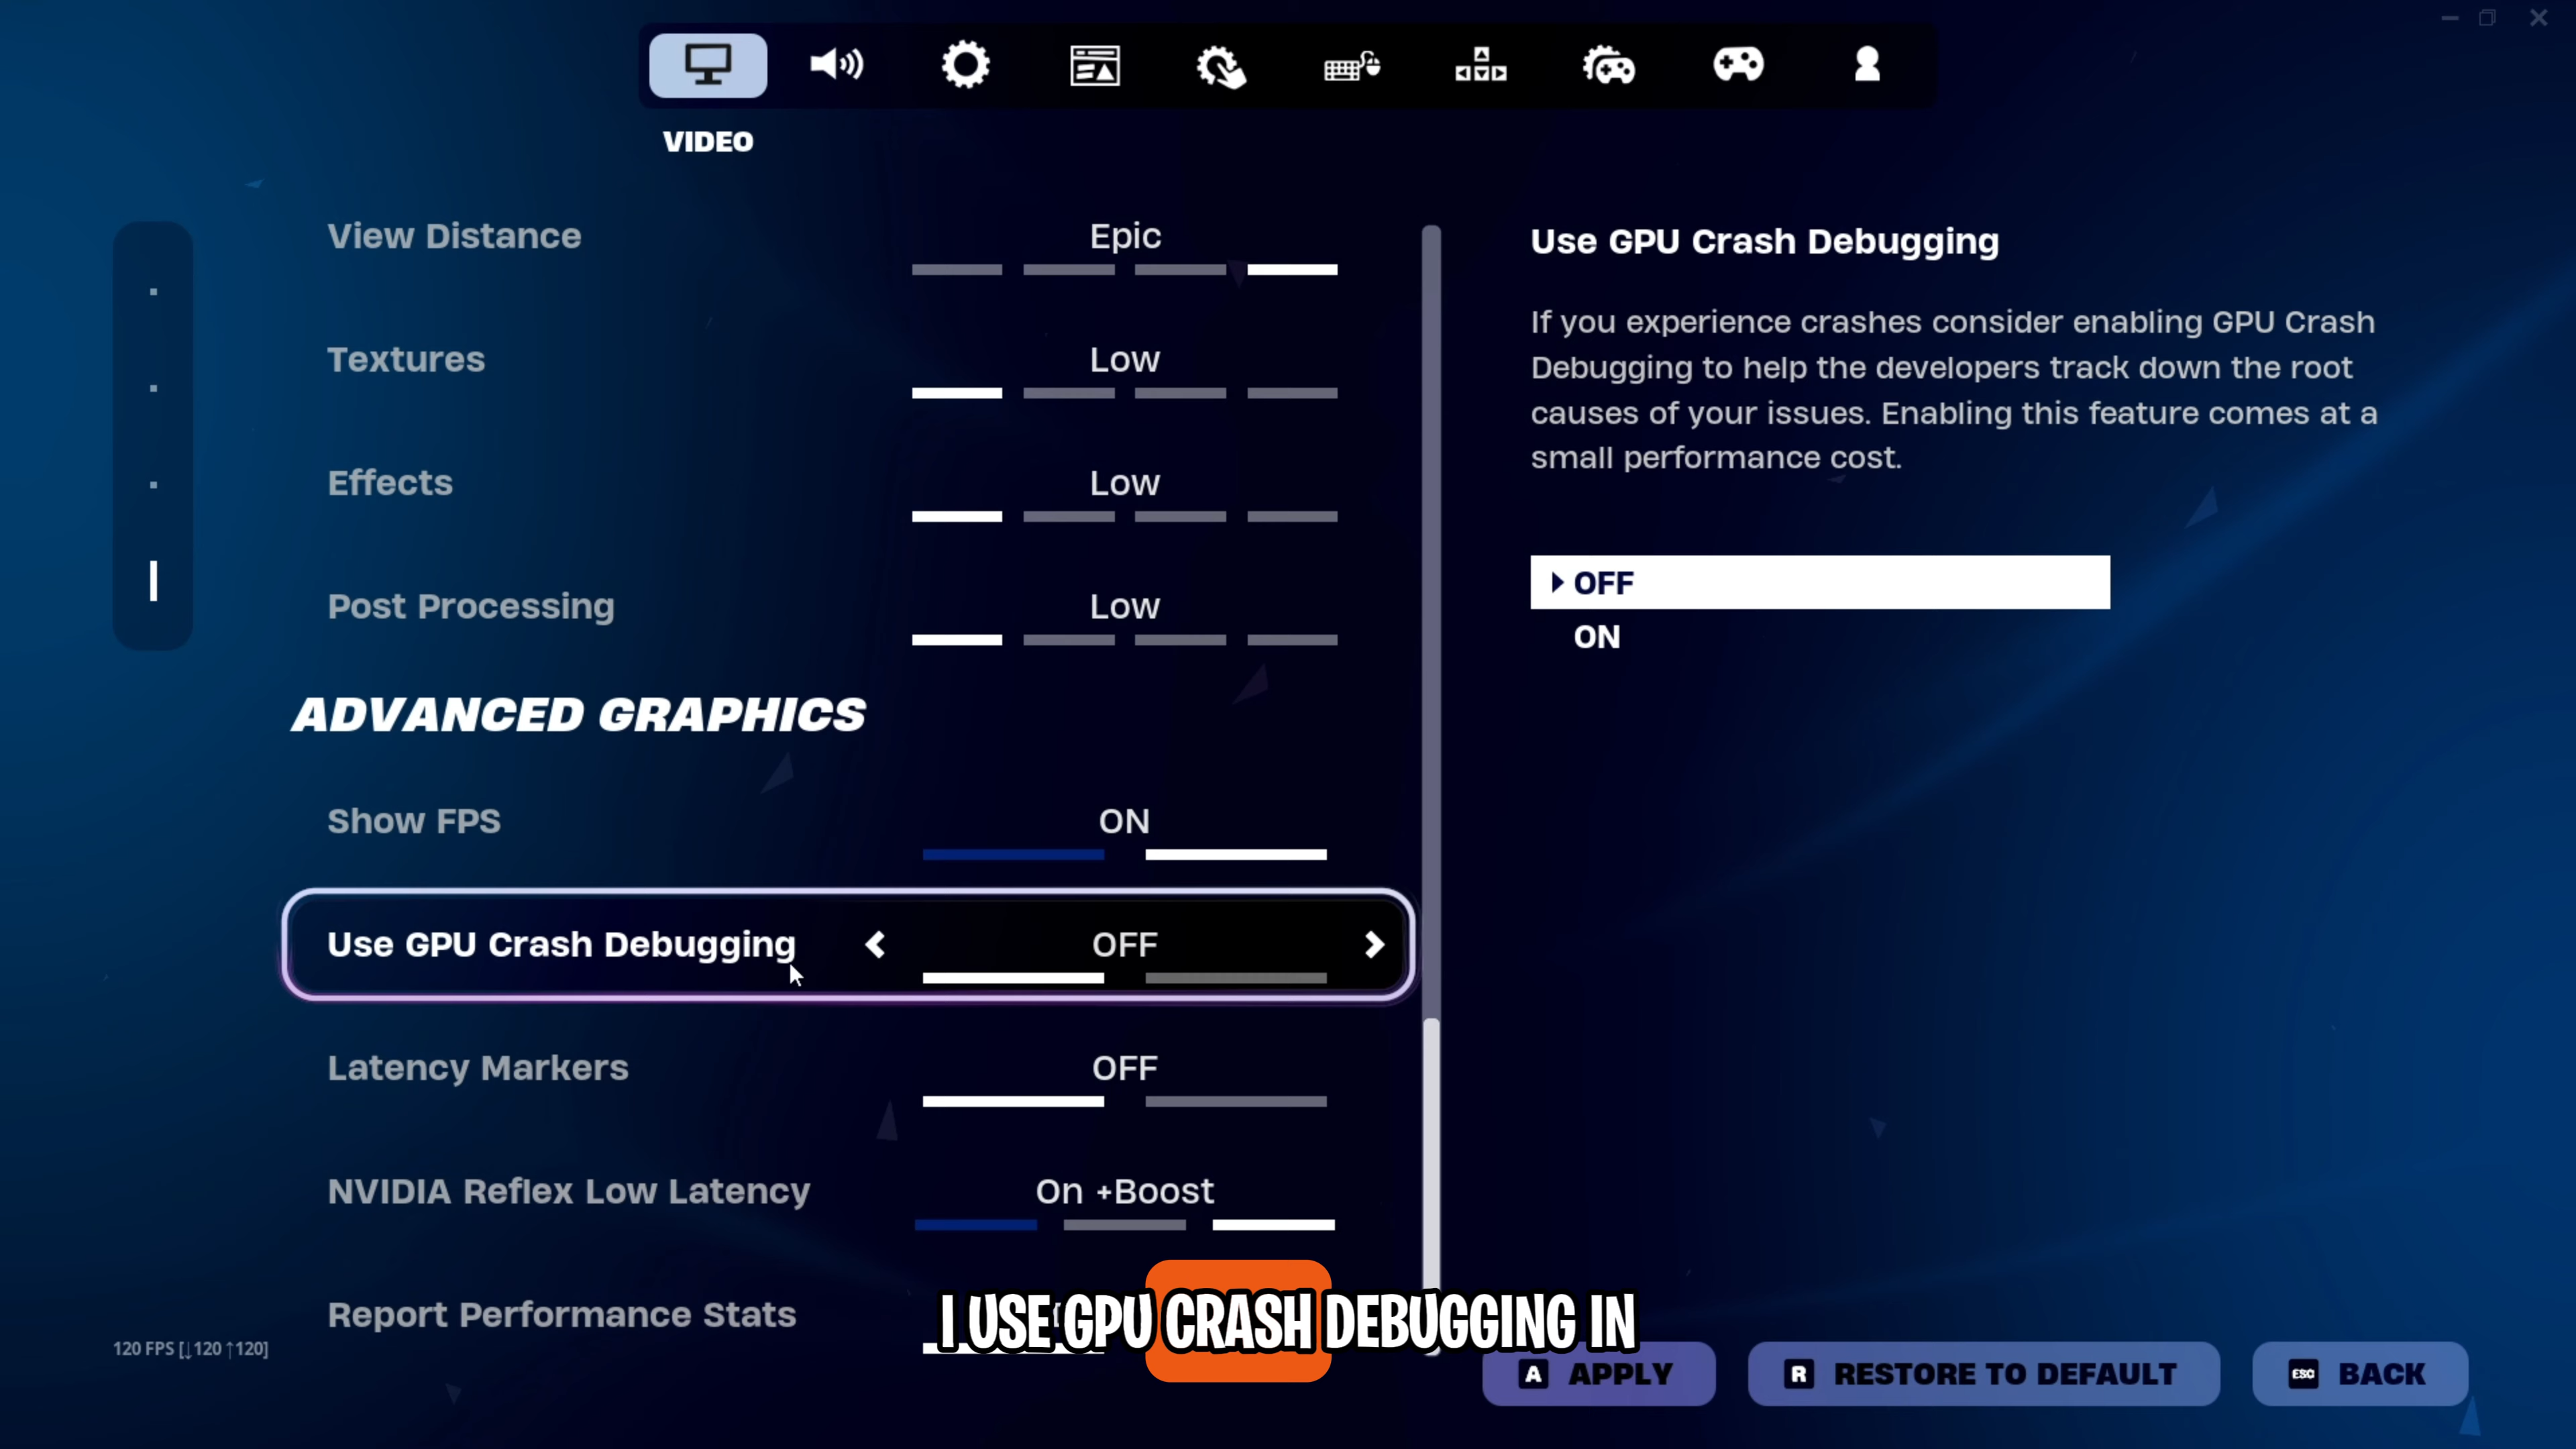 VIDEO
View Distance
Epic
Textures
Low
Effects
Low
Post Processing
Low
ADVANCED GRAPHICS
Show FPS
ON
Use GPU Crash Debugging
OFF
Latency Markers
OFF
NVIDIA Reflex Low Latency
On +Boost
Report Performance Stats
Use GPU Crash Debugging
If you experience crashes consider enabling GPU Crash
Debugging to help the developers track down the root
causes of your issues. Enabling this feature comes at a
small performance cost.
OFF
ON
I USE GPU CRASH DEBUGGING IN
120 FPS [↓120 ↑120]
A APPLY
R RESTORE TO DEFAULT
ESC BACK